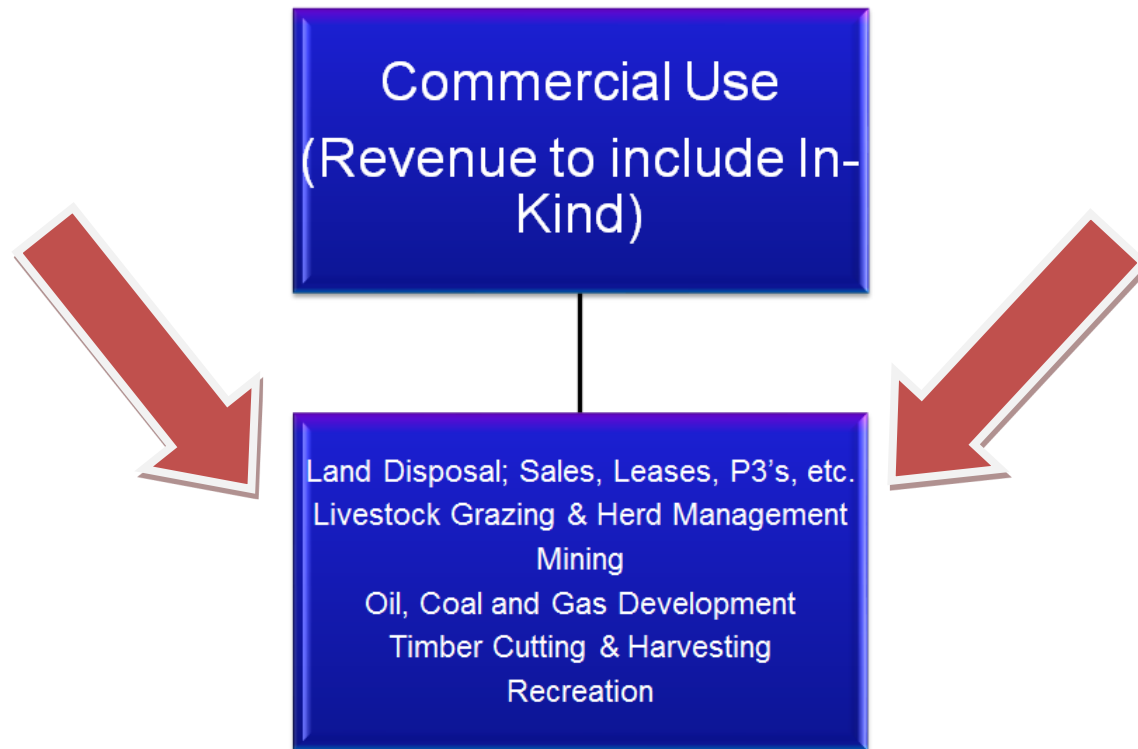 Commercial Use
(Revenue to include In-
Kind)
Land Disposal; Sales, Leases, P3’s, etc.
Livestock Grazing & Herd Management
Mining
Oil, Coal and Gas Development
Timber Cutting & Harvesting
Recreation